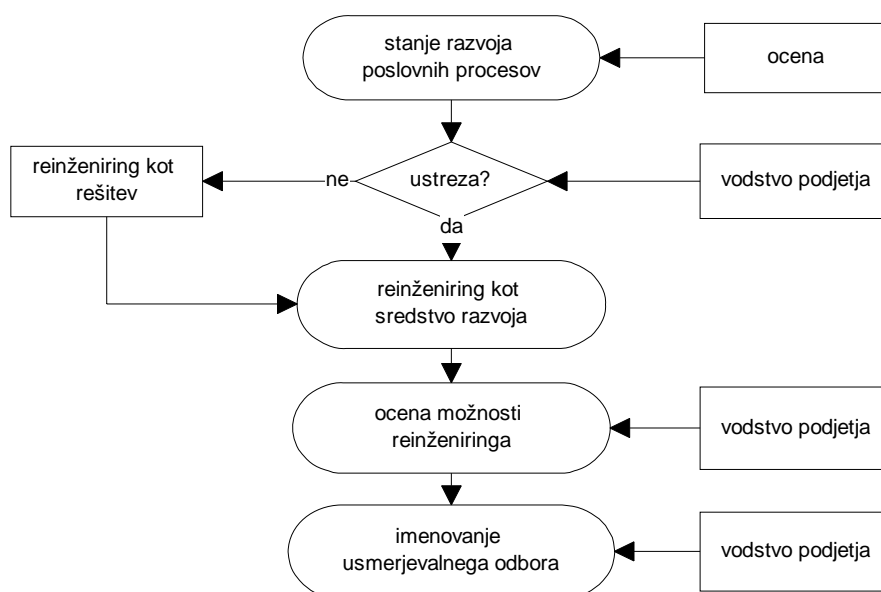 stanje razvoja
poslovnih procesov
ocena
reinženiring kot
rešitev
ne
ustreza?
vodstvo podjetja
da
reinženiring kot
sredstvo razvoja
ocena možnosti
reinženiringa
vodstvo podjetja
imenovanje
usmerjevalnega odbora
vodstvo podjetja